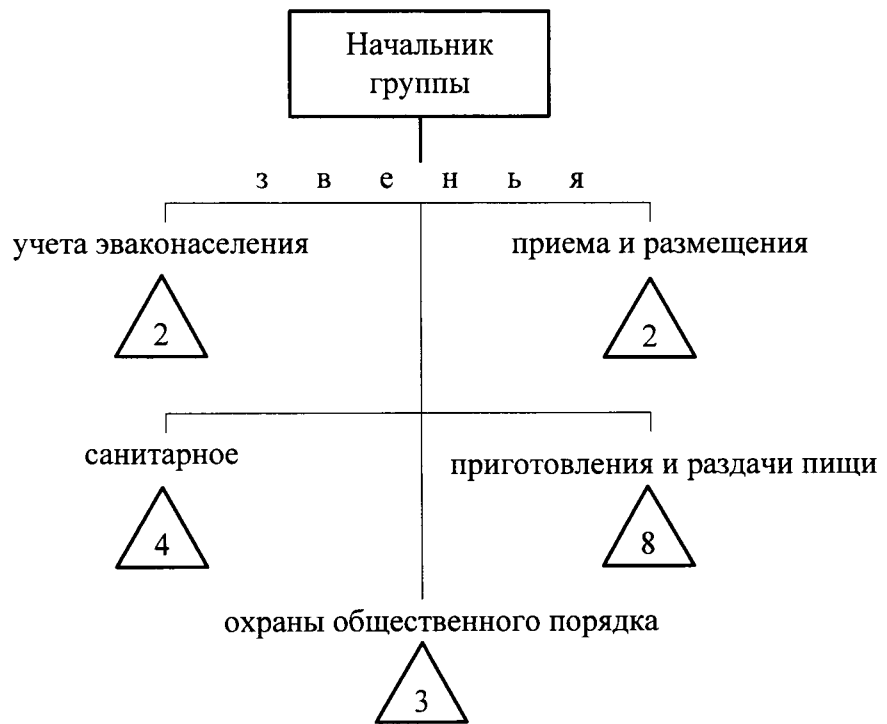 Начальник
группы
з в е н ь я
учета эваконаселения
приема и размещения
2
2
санитарное
приготовления и раздачи пищи
4
8
охраны общественного порядка
3